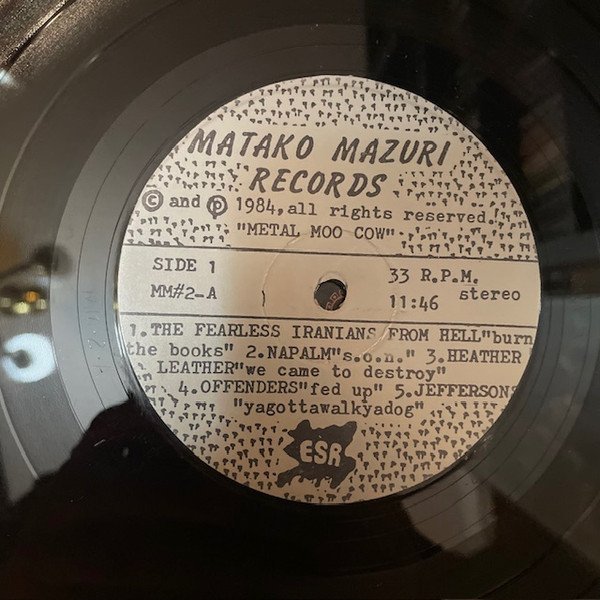 MATAKO MAZURI
RECORDS
© and ℗ 1984, all rights reserved!
"METAL MOO COW"
SIDE 1
MM#2-A
33 R.P.M.
11:46 stereo
1.THE FEARLESS IRANIANS FROM HELL"burn
the books" 2.NAPALM"s.o.n." 3.HEATHER
LEATHER"we came to destroy"
4.OFFENDERS"fed up" 5.JEFFERSONS
"yagottawalkyadog"
ESR